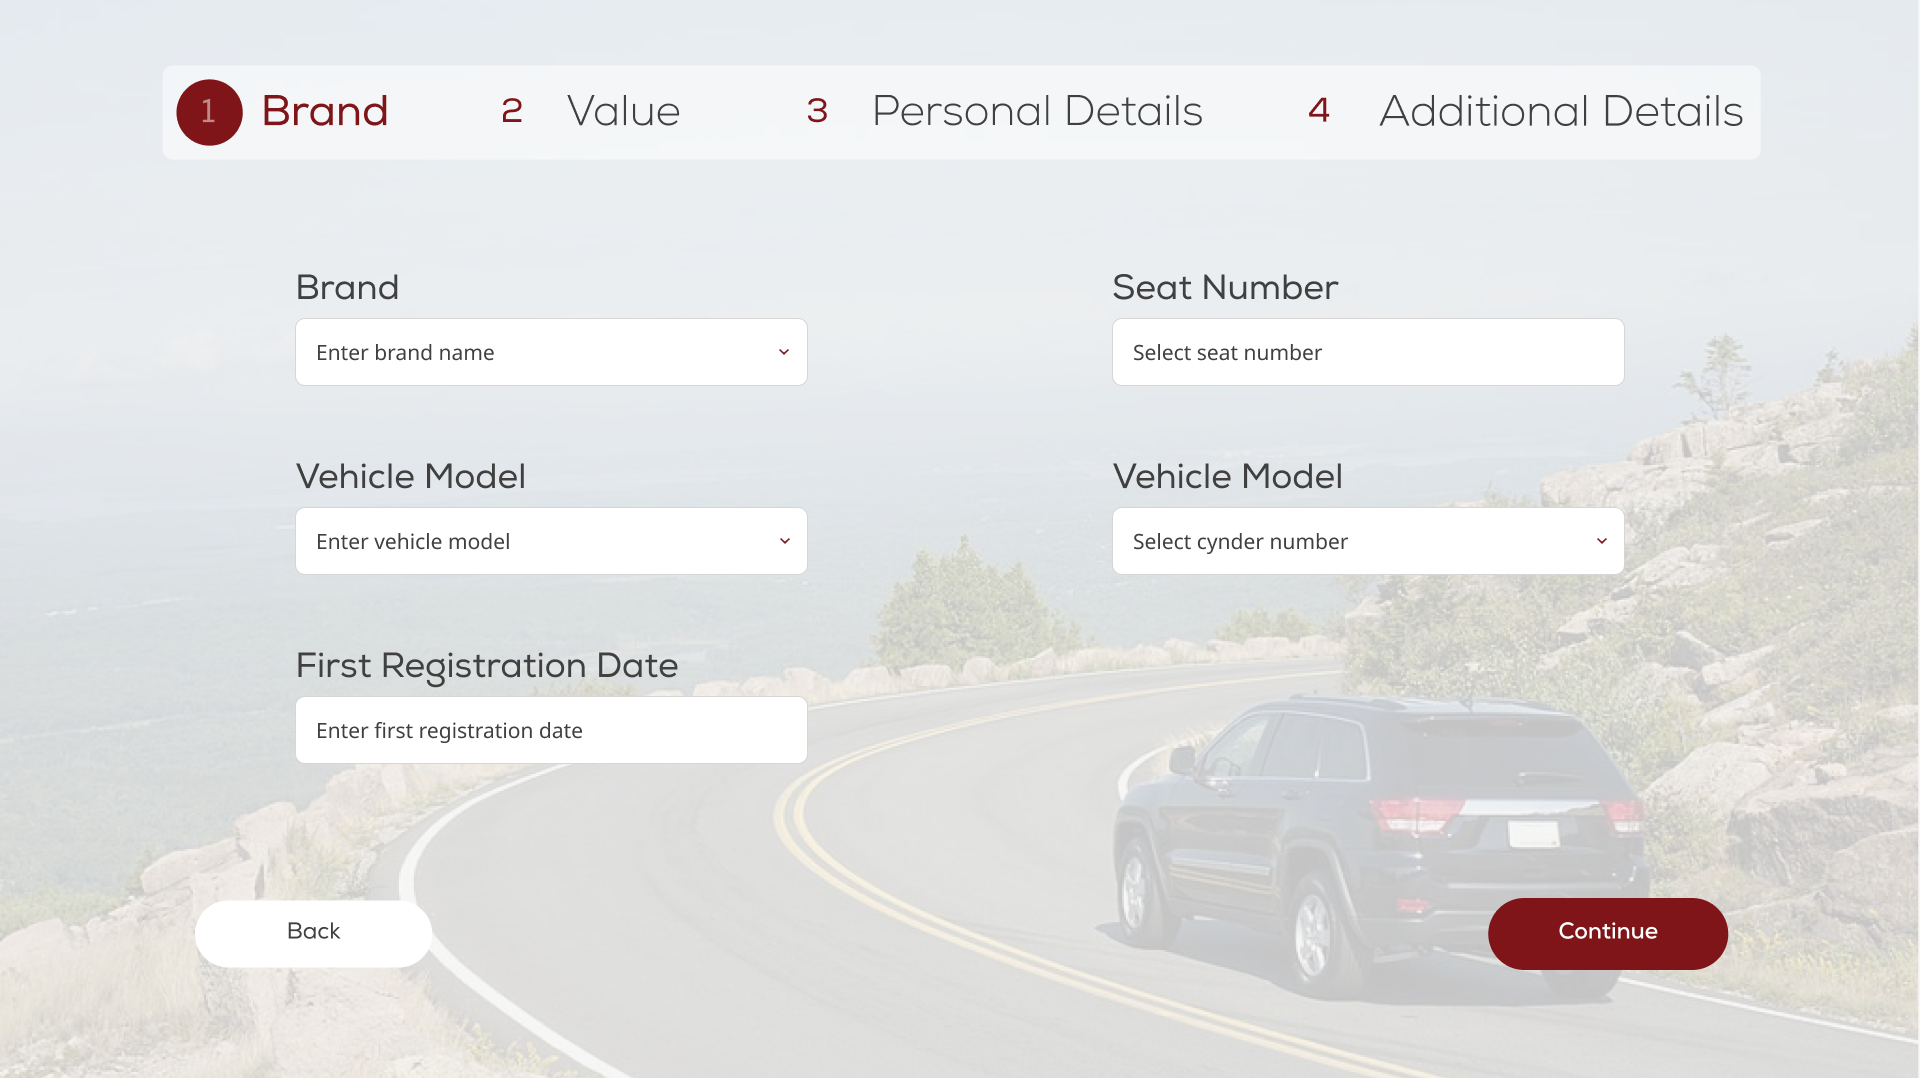 1 Brand 2 Value 3 Personal Details 4 Additional Details
Brand
Enter brand name
Seat Number
Select seat number
Vehicle Model
Enter vehicle model
Vehicle Model
Select cynder number
First Registration Date
Enter first registration date
Back
Continue